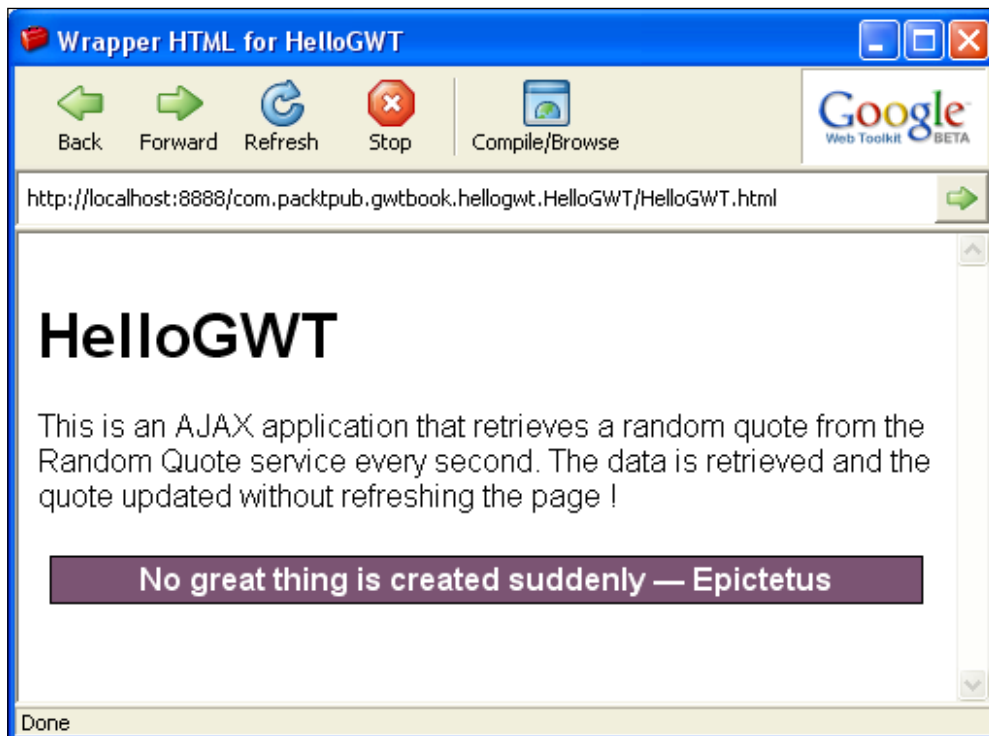 Wrapper HTML for HelloGWT
Back Forward Refresh Stop Compile/Browse
Google
Web Toolkit BETA
http://localhost:8888/com.packtpub.gwtbook.hellogwt.HelloGWT/HelloGWT.html
HelloGWT
This is an AJAX application that retrieves a random quote from the
Random Quote service every second. The data is retrieved and the
quote updated without refreshing the page !
No great thing is created suddenly — Epictetus
Done